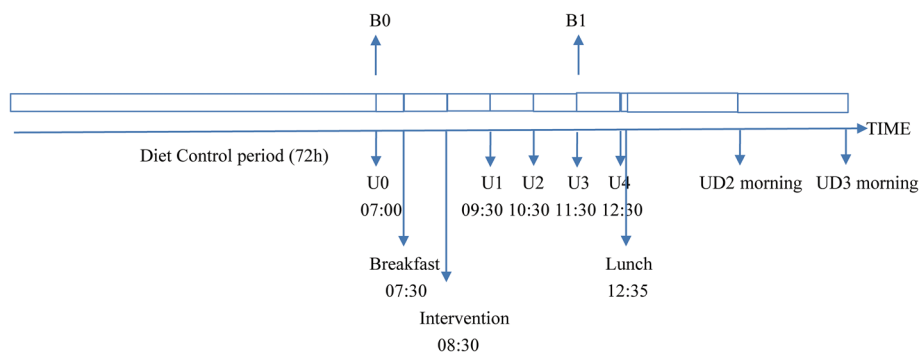 B0 B1
TIME
Diet Control period (72h)
U0 U1 U2 U3 U4 UD2 morning UD3 morning
07:00 09:30 10:30 11:30 12:30
Breakfast Lunch
07:30 12:35
Intervention
08:30